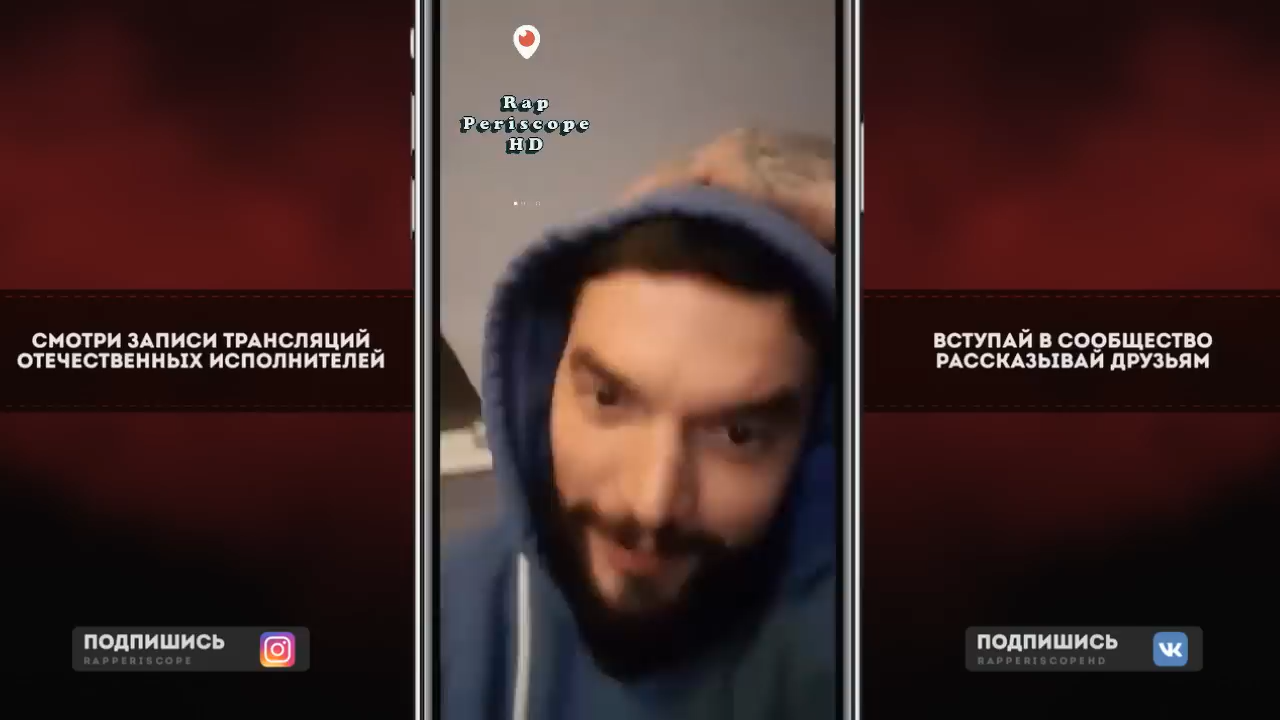 Rap
Periscope
HD
СМОТРИ ЗАПИСИ ТРАНСЛЯЦИЙ
ОТЕЧЕСТВЕННЫХ ИСПОЛНИТЕЛЕЙ
ВСТУПАЙ В СООБЩЕСТВО
РАССКАЗЫВАЙ ДРУЗЬЯМ
ПОДПИШИСЬ
RAPPERISCOPE
ПОДПИШИСЬ
RAPPERISCOPEHD